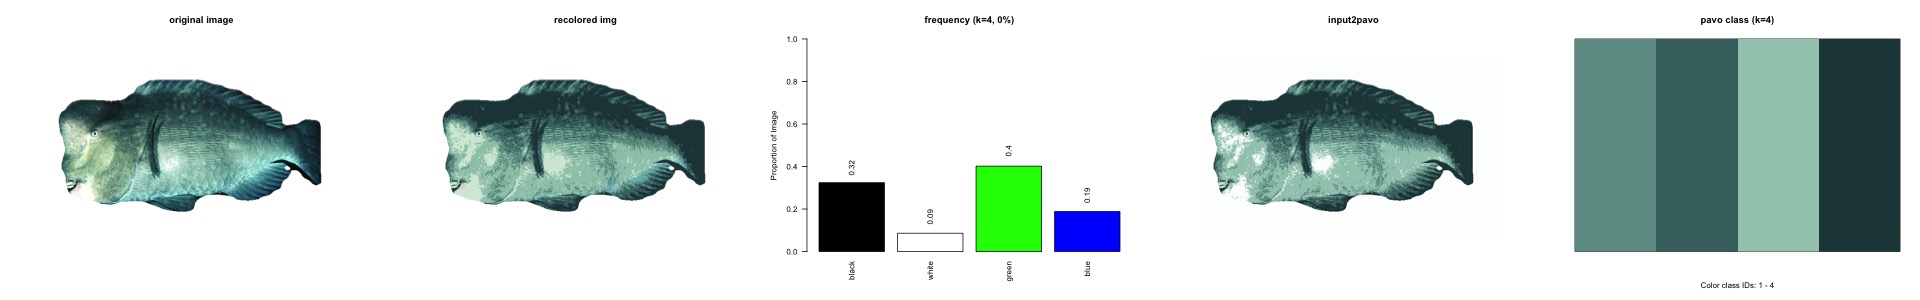 original image
recolored img
frequency (k=4, 0%)
input2pavo
pavo class (k=4)
Proportion of Image
1.0
0.8
0.6
0.4
0.2
0.0
0.32
0.09
0.4
0.19
black
white
green
blue
Color class IDs: 1 - 4